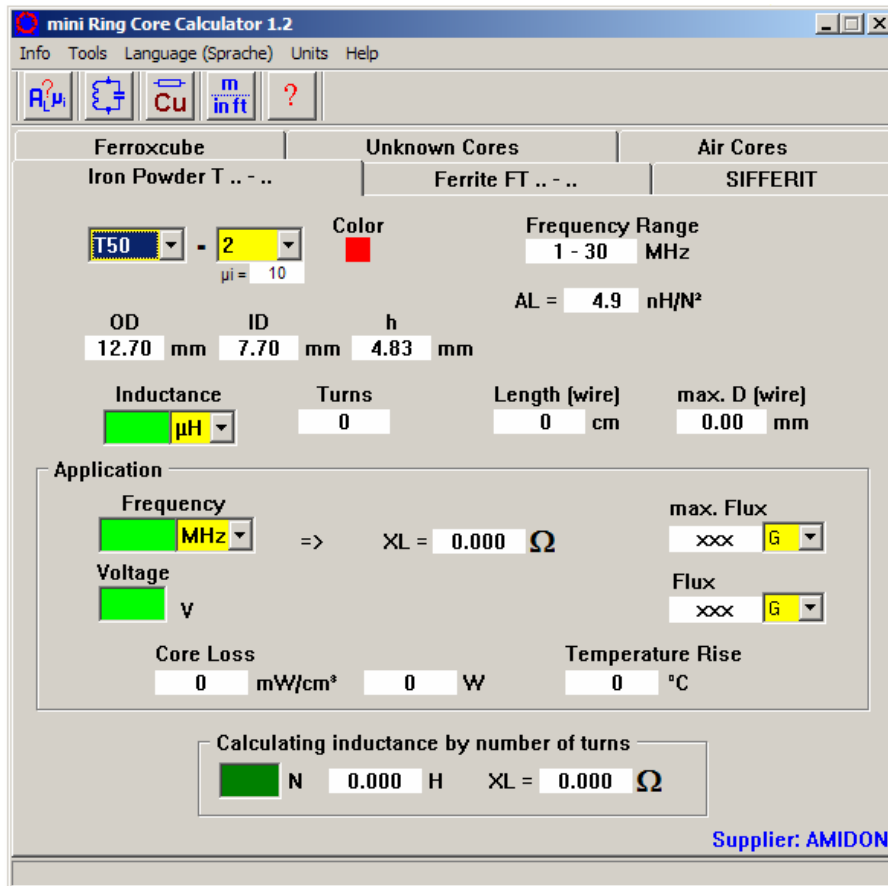 mini Ring Core Calculator 1.2
Info Tools Language (Sprache) Units Help
AL? µi Cu m in ft ?
Ferroxcube Unknown Cores Air Cores
Iron Powder T .. - .. Ferrite FT .. - .. SIFFERIT
Color Frequency Range
T50 - 2 1 - 30 MHz
µi = 10
AL = 4.9 nH/N²
OD ID h
12.70 mm 7.70 mm 4.83 mm
Inductance Turns Length (wire) max. D (wire)
µH 0 0 cm 0.00 mm
Application
Frequency max. Flux
MHz => XL = 0.000 Ω xxx G
Voltage Flux
V xxx G
Core Loss Temperature Rise
0 mW/cm³ 0 W 0 °C
Calculating inductance by number of turns
N 0.000 H XL = 0.000 Ω
Supplier: AMIDON